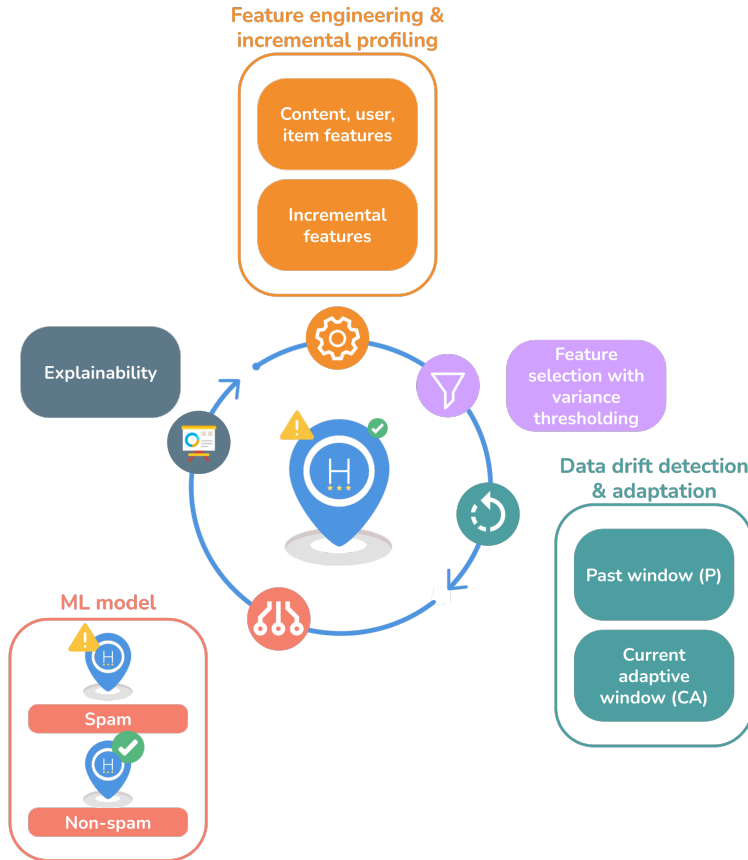 Feature engineering &
incremental profiling
Content, user,
item features
Incremental
features
Explainability
Feature
selection with
variance
thresholding
H
Data drift detection
& adaptation
Past window (P)
Current
adaptive
window (CA)
ML model
H
Spam
H
Non-spam